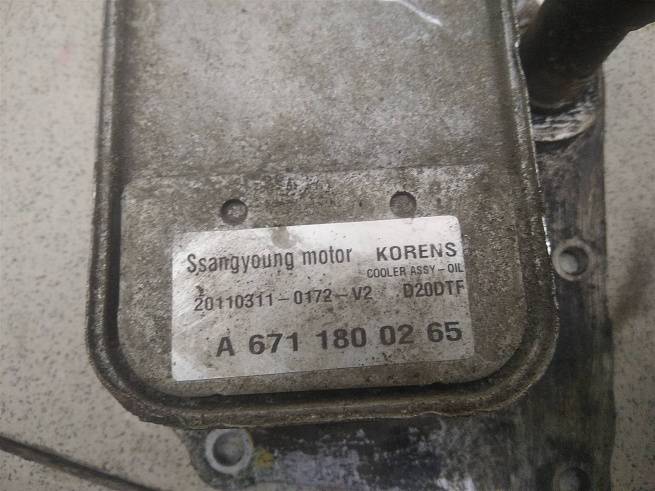 Ssangyoung motor KORENS
COOLER ASSY-OIL
20110311-0172-V2 D20DTF
A 671 180 02 65